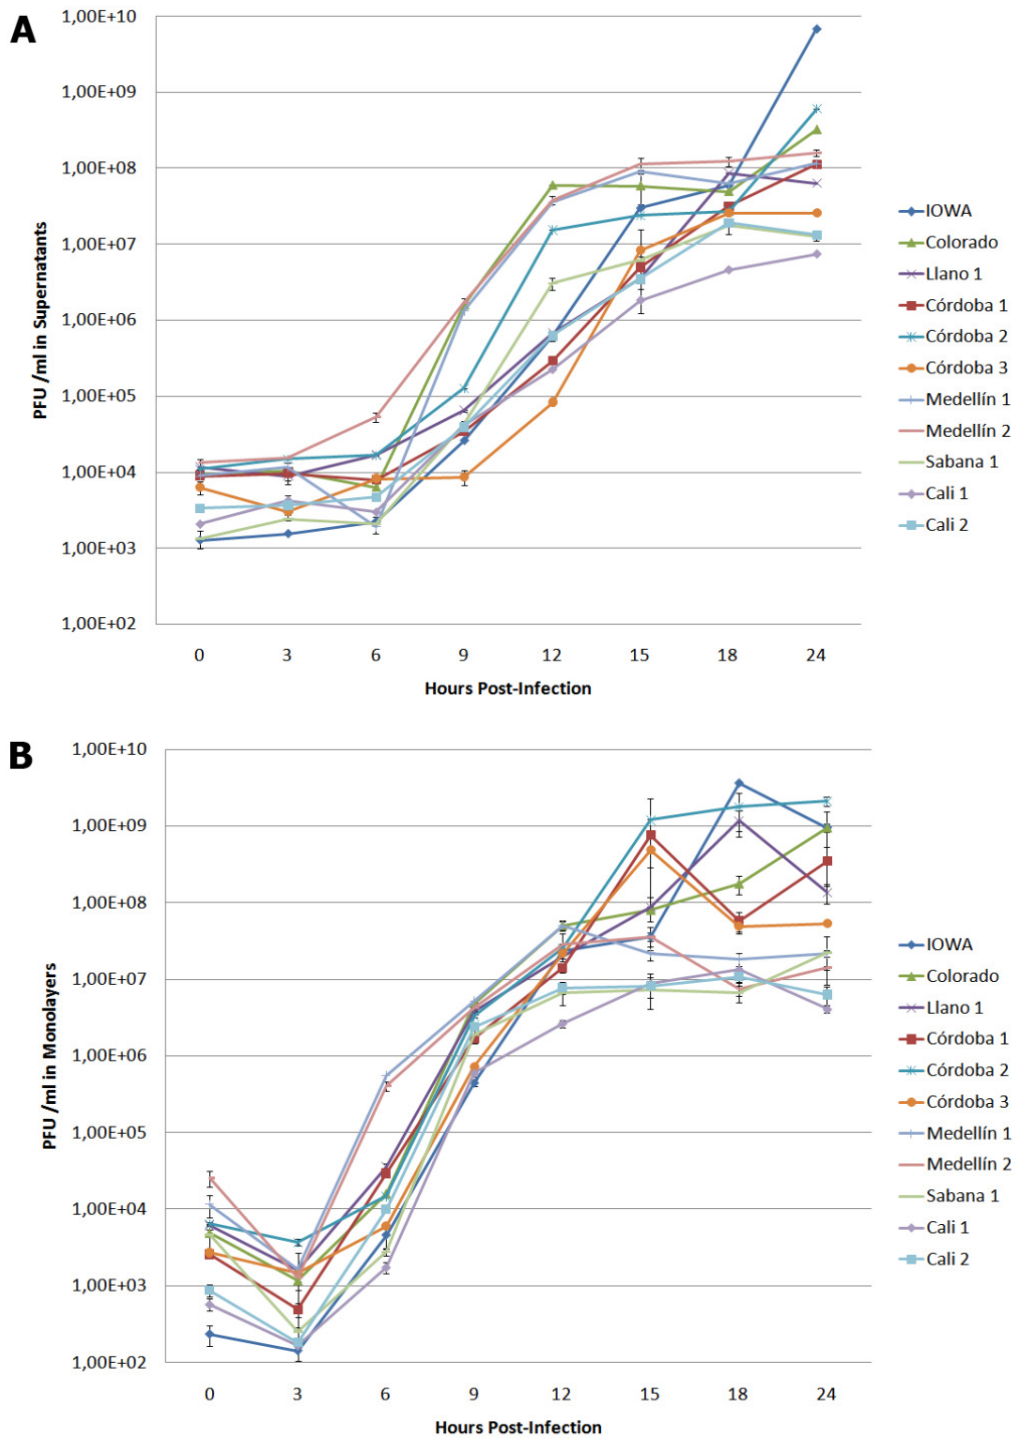 A
1,00E+10
1,00E+09
1,00E+08
1,00E+07
1,00E+06
1,00E+05
1,00E+04
1,00E+03
1,00E+02
PFU /ml in Supernatants
0 3 6 9 12 15 18 24
Hours Post-Infection
IOWA
Colorado
Llano 1
Córdoba 1
Córdoba 2
Córdoba 3
Medellín 1
Medellín 2
Sabana 1
Cali 1
Cali 2
B
1,00E+10
1,00E+09
1,00E+08
1,00E+07
1,00E+06
1,00E+05
1,00E+04
1,00E+03
1,00E+02
PFU /ml in Monolayers
0 3 6 9 12 15 18 24
Hours Post-Infection
IOWA
Colorado
Llano 1
Córdoba 1
Córdoba 2
Córdoba 3
Medellín 1
Medellín 2
Sabana 1
Cali 1
Cali 2